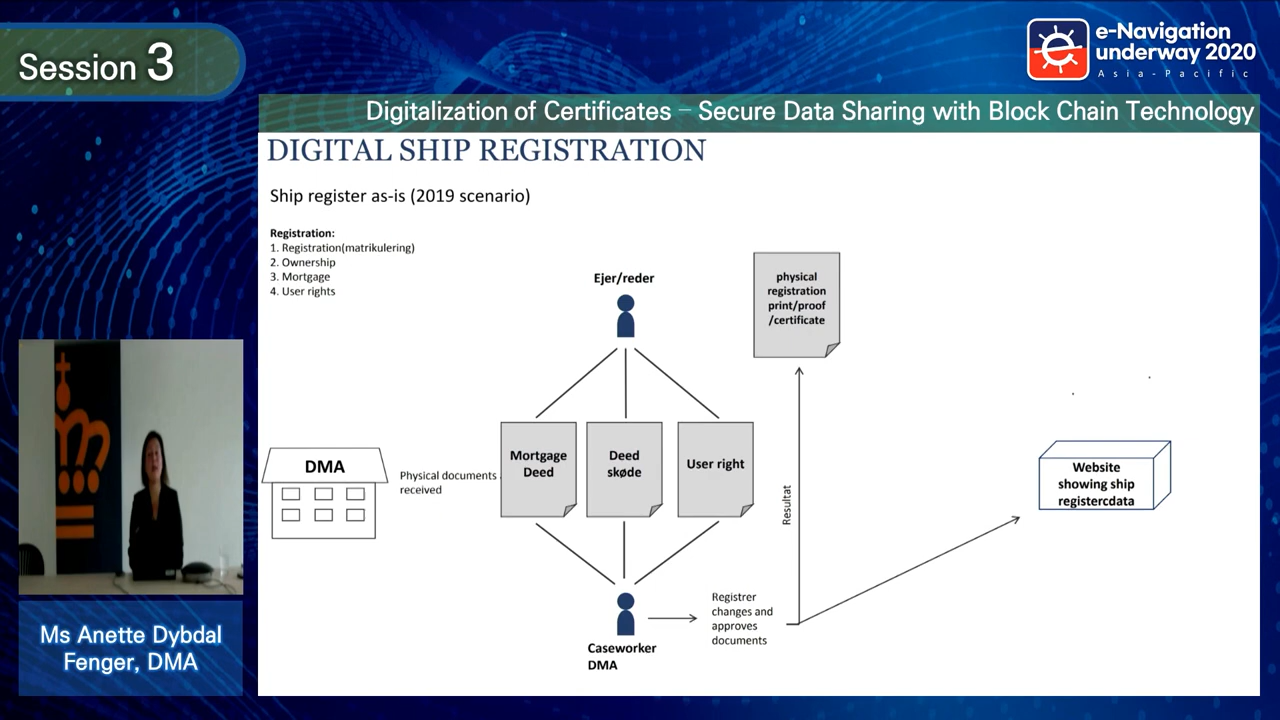 Session 3
e-Navigation
underway 2020
Asia-Pacific
Digitalization of Certificates – Secure Data Sharing with Block Chain Technology
DIGITAL SHIP REGISTRATION
Ship register as-is (2019 scenario)
Registration:
1. Registration(matrikulering)
2. Ownership
3. Mortgage
4. User rights
Ejer/reder
physical
registration
print/proof
/certificate
DMA
Physical documents
received
Mortgage
Deed
Deed
skøde
User right
Resultat
Website
showing ship
registercdata
Registrer
changes and
approves
documents
Caseworker
DMA
Ms Anette Dybdal
Fenger, DMA